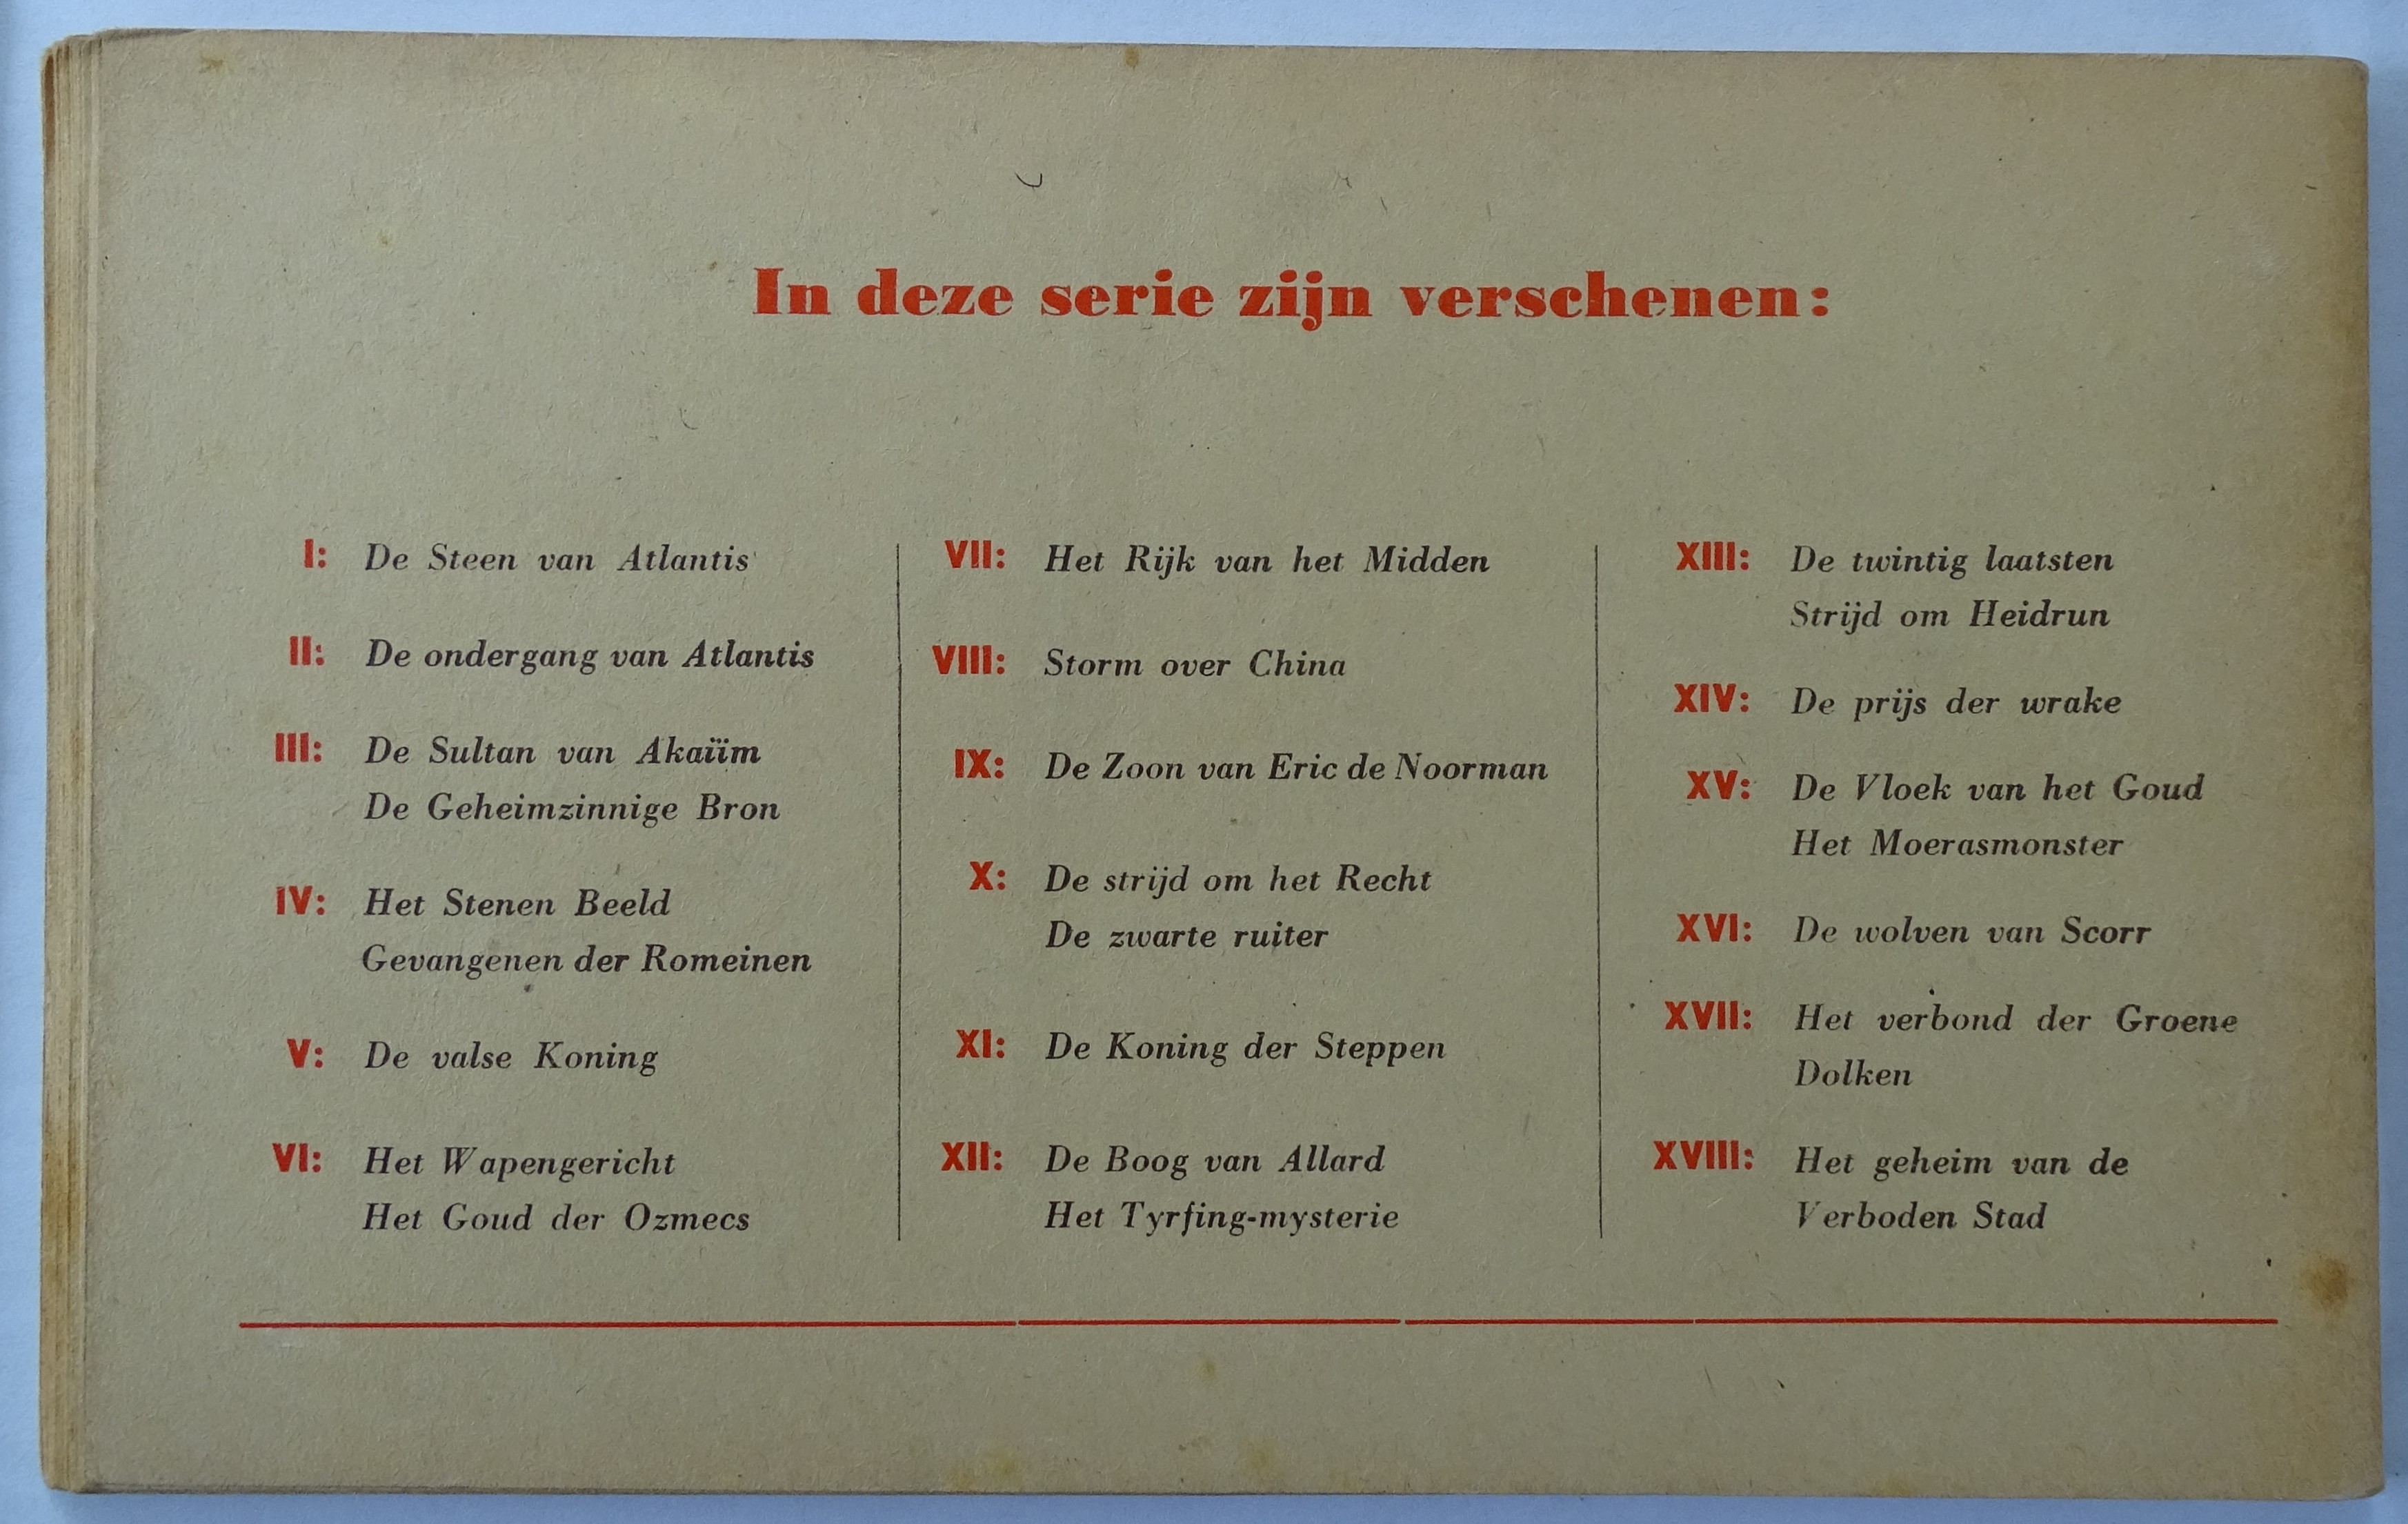 In deze serie zijn verschenen:
I: De Steen van Atlantis
II: De ondergang van Atlantis
III: De Sultan van Akaïïm
De Geheimzinnige Bron
IV: Het Stenen Beeld
Gevangenen der Romeinen
V: De valse Koning
VI: Het Wapengericht
Het Goud der Ozmecs
VII: Het Rijk van het Midden
VIII: Storm over China
IX: De Zoon van Eric de Noorman
X: De strijd om het Recht
De zwarte ruiter
XI: De Koning der Steppen
XII: De Boog van Allard
Het Tyrfing-mysterie
XIII: De twintig laatsten
Strijd om Heidrun
XIV: De prijs der wrake
XV: De Vloek van het Goud
Het Moerasmonster
XVI: De wolven van Scorr
XVII: Het verbond der Groene
Dolken
XVIII: Het geheim van de
Verboden Stad